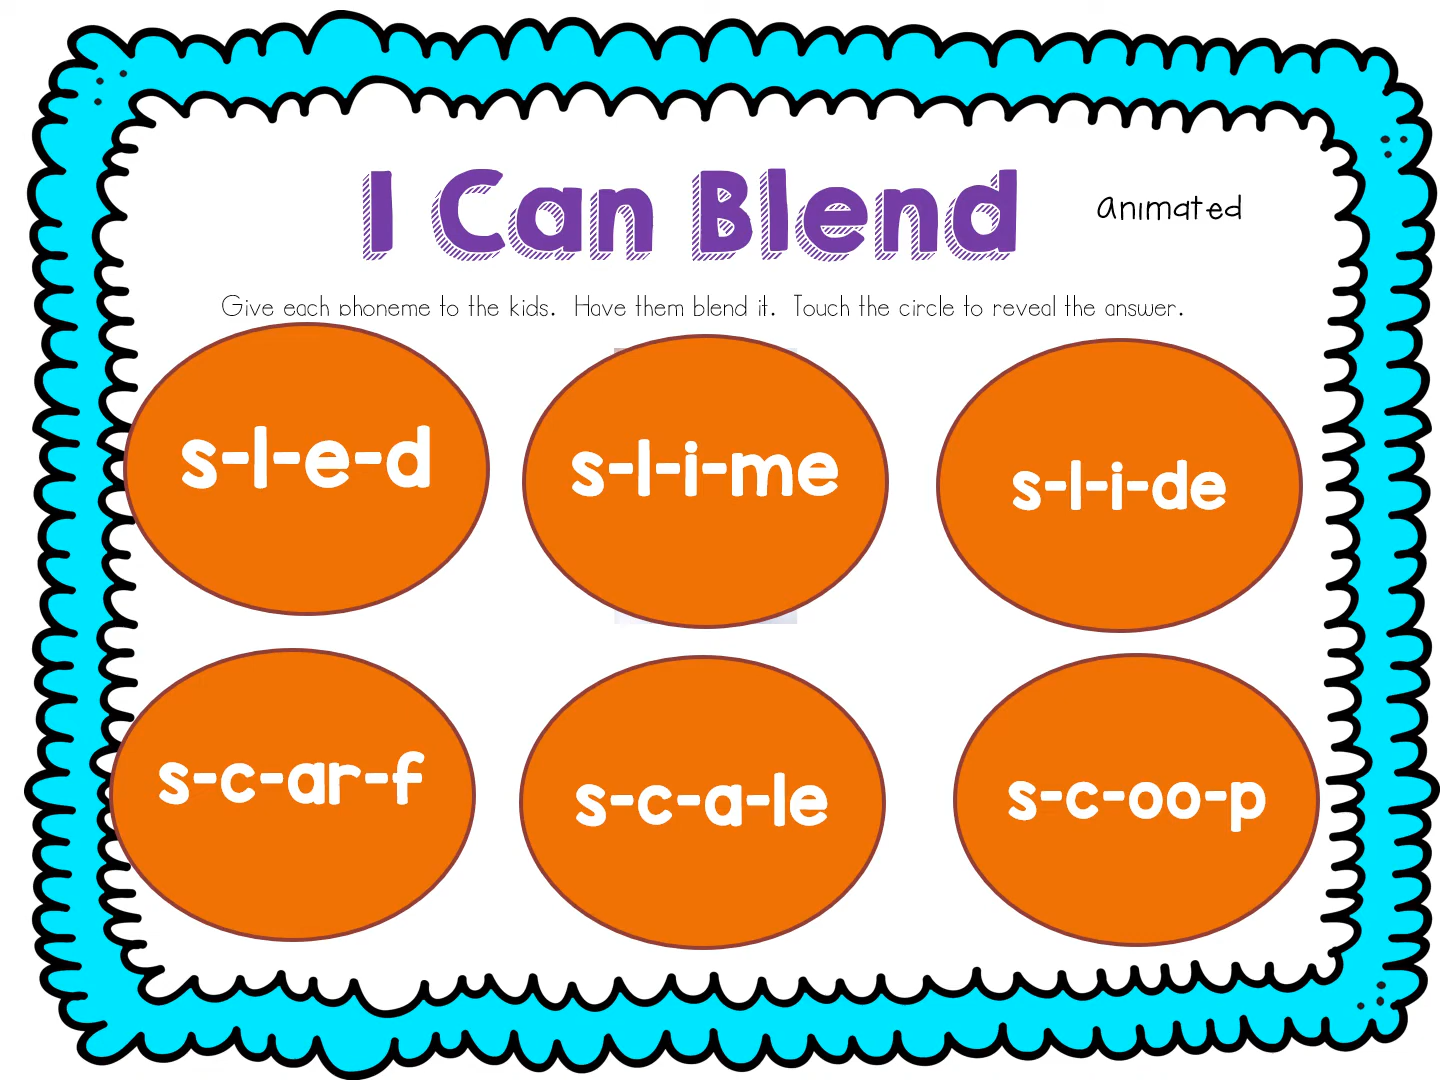 I Can Blend
Animated
Give each phoneme to the kids. Have them blend it. Touch the circle to reveal the answer.
s-l-e-d
s-l-i-me
s-l-i-de
s-c-ar-f
s-c-a-le
s-c-oo-p